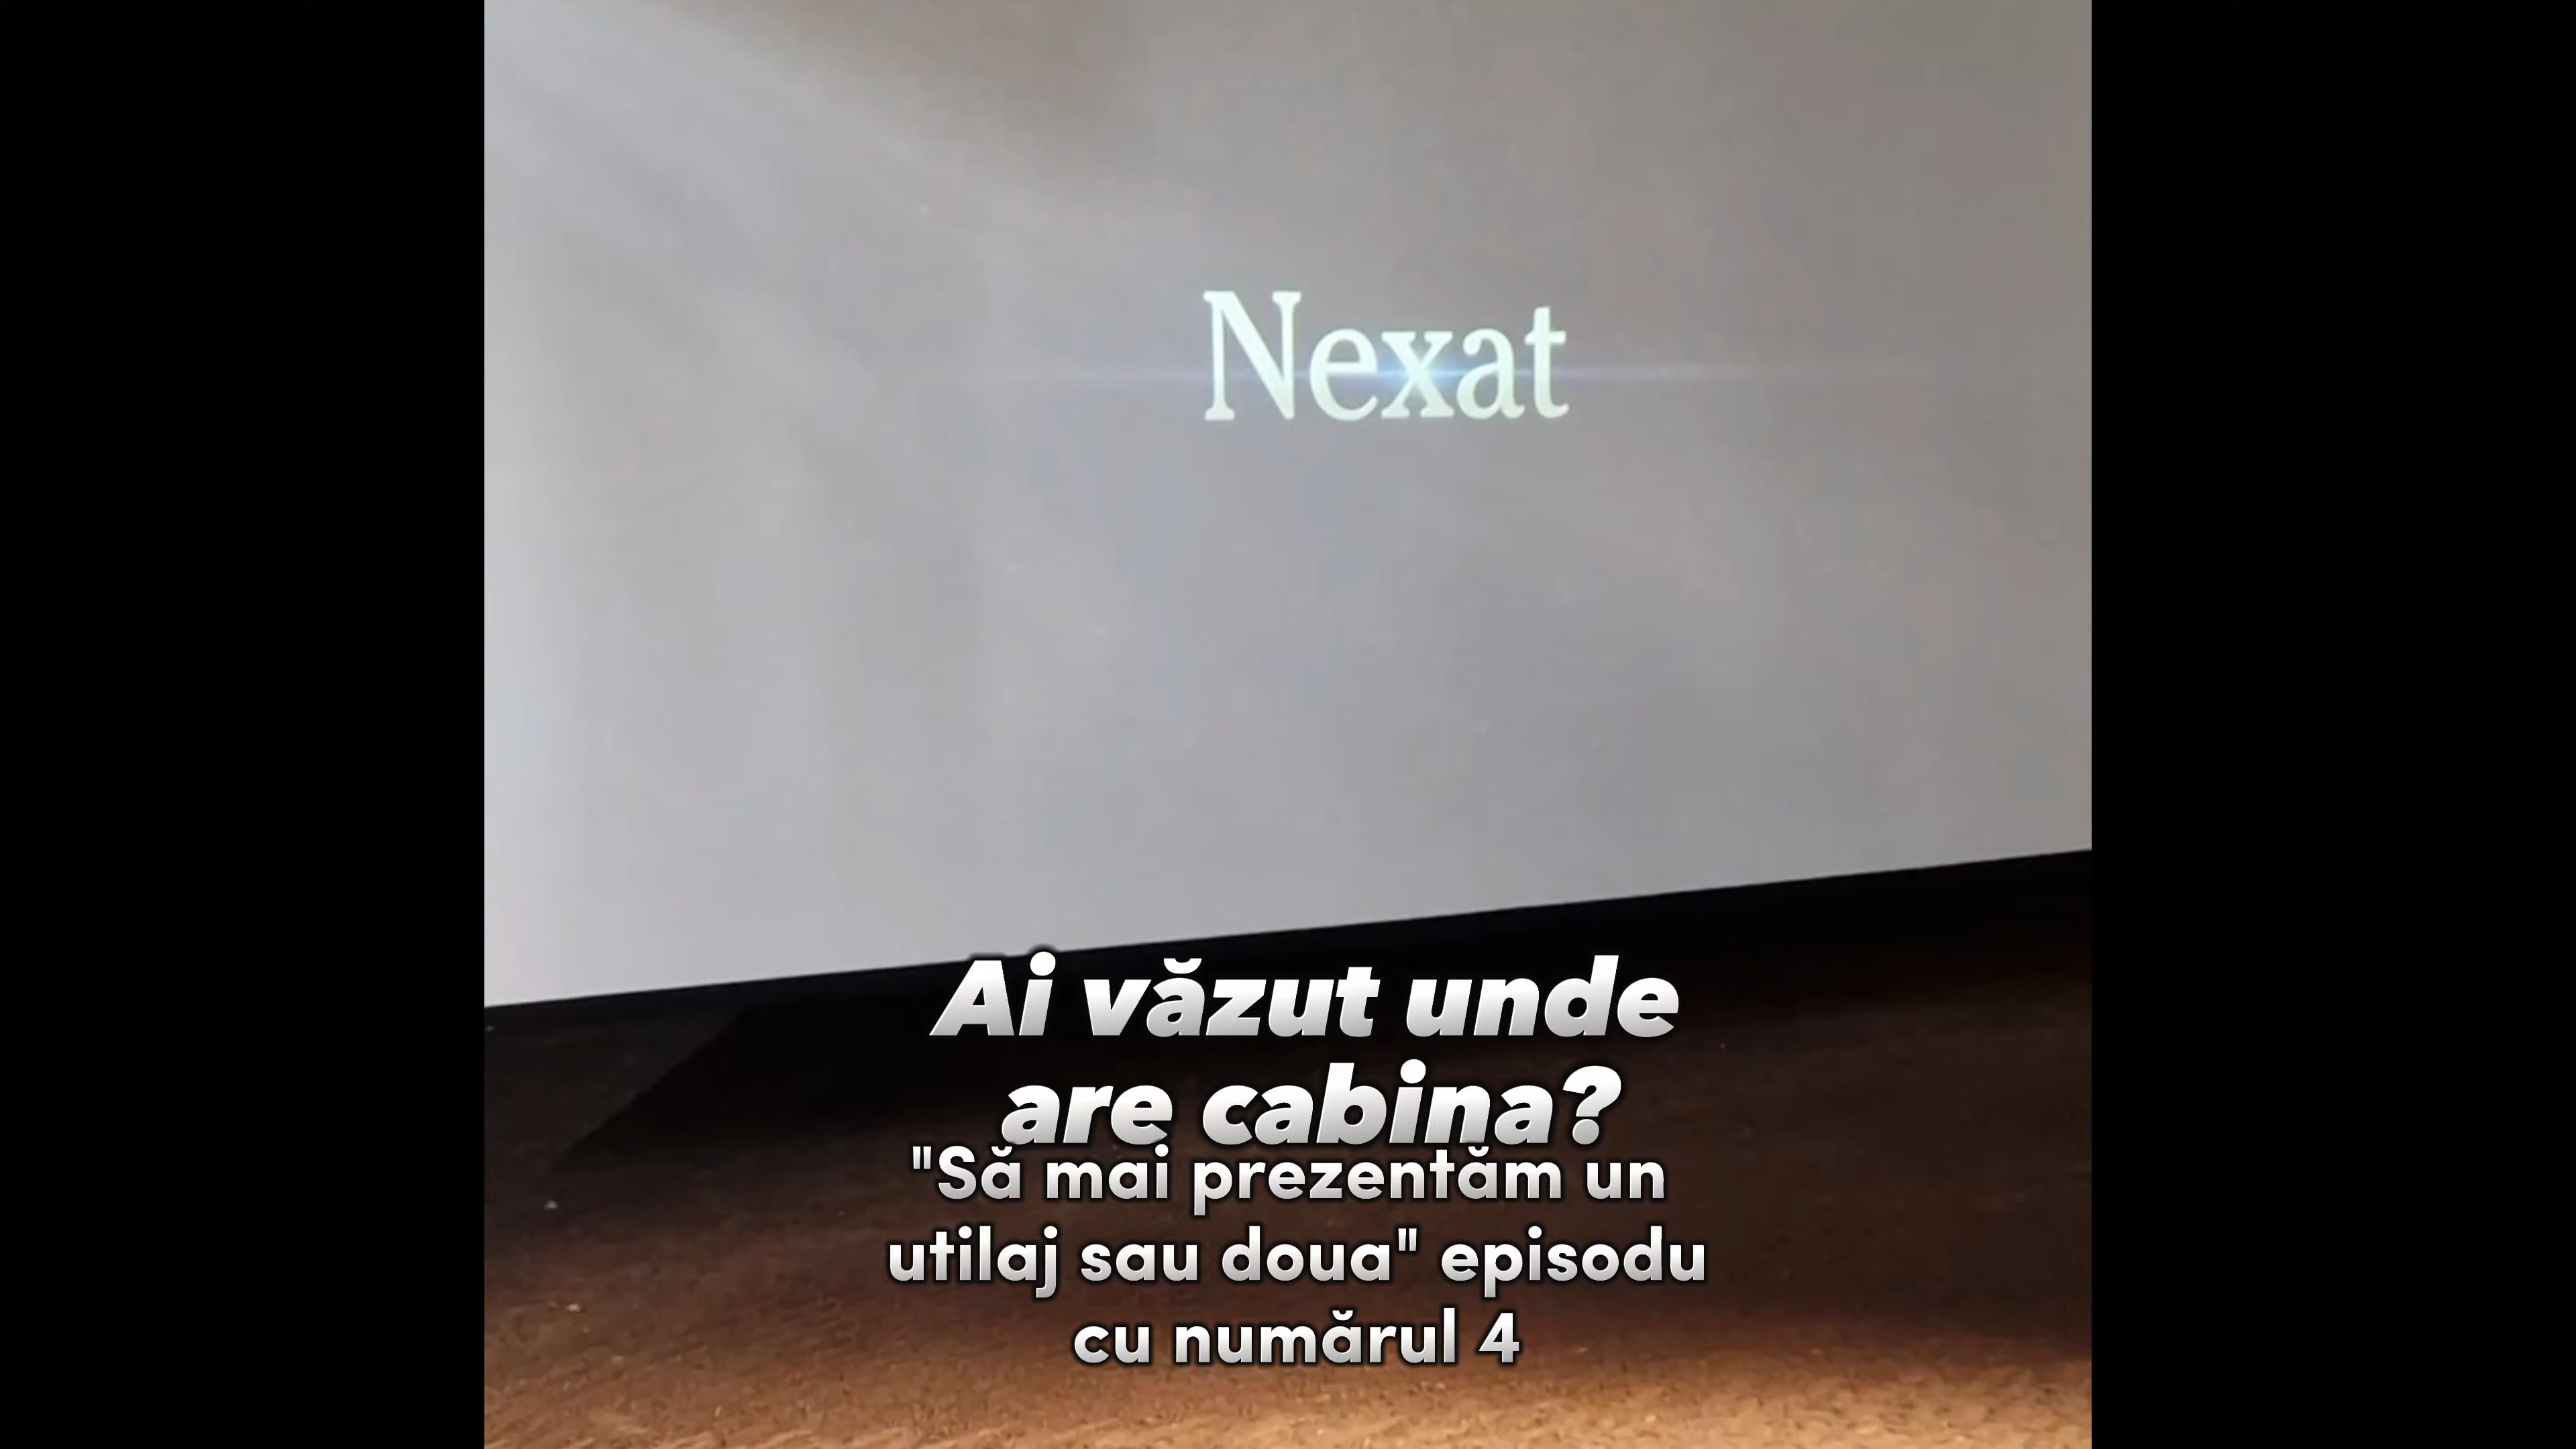 Nexat
Ai văzut unde
are cabina?
"Să mai prezentăm un
utilaj sau doua" episodu
cu numărul 4